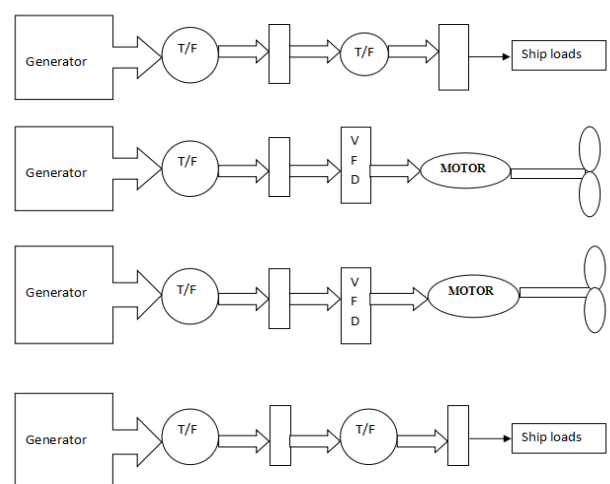 Generator
T/F
T/F
Ship loads
Generator
T/F
V
F
D
MOTOR
Generator
T/F
V
F
D
MOTOR
Generator
T/F
T/F
Ship loads